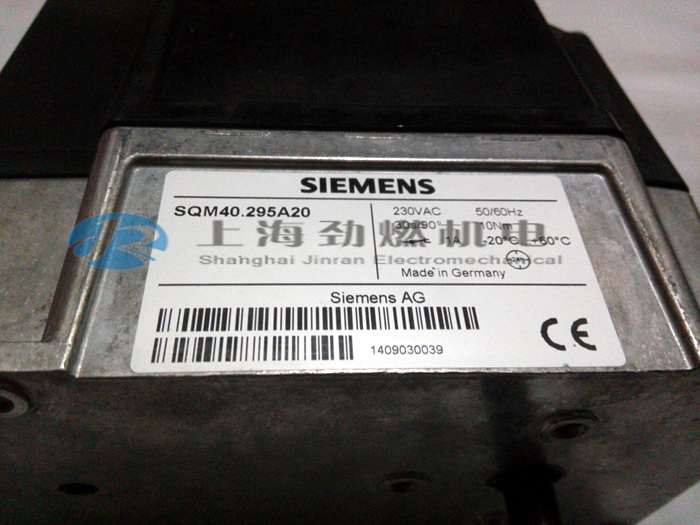 SIEMENS
SQM40.295A20
230VAC 50/60Hz
30s/90° 10Nm
1A -20°C +60°C
Made in Germany
上海劲燃机电
Shanghai Jinran Electromechanical
Siemens AG
1409030039
CE